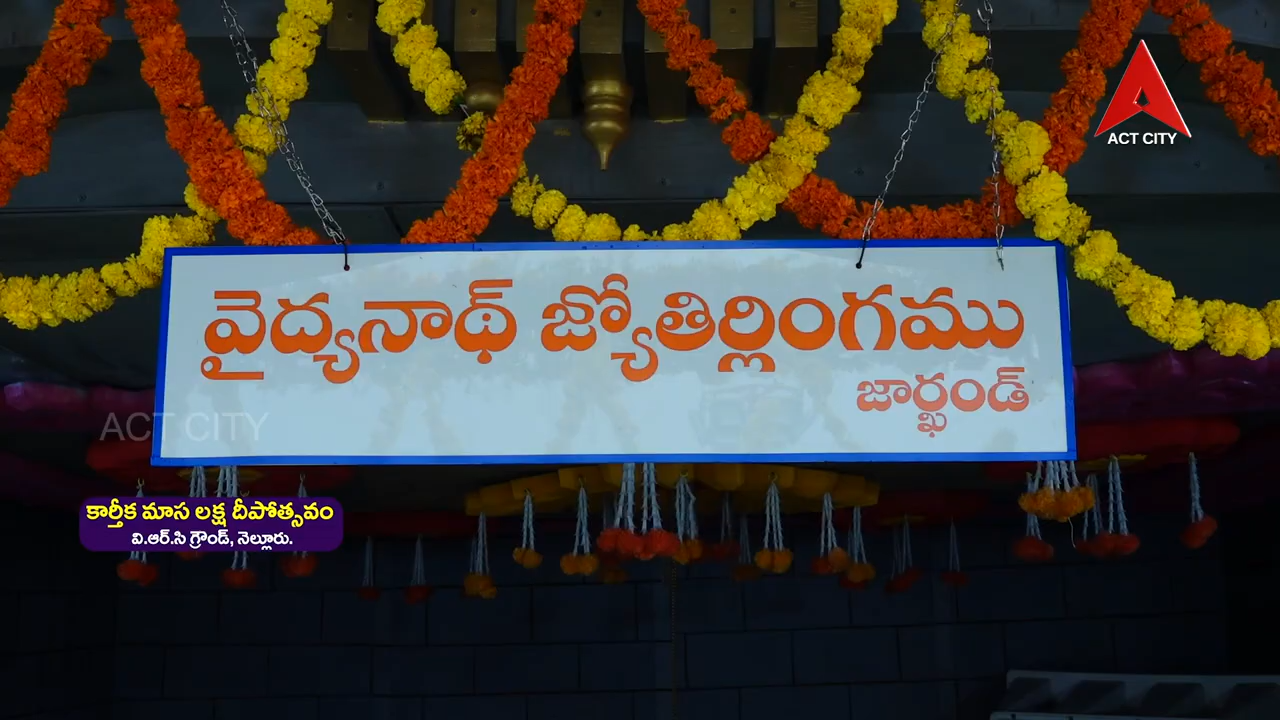 ACT CITY
వైద్యనాథ్ జ్యోతిర్లింగము
జార్ఖండ్
ACT CITY
కార్తీక మాస లక్ష దీపోత్సవం
వి.ఆర్.సి గ్రౌండ్, నెల్లూరు.